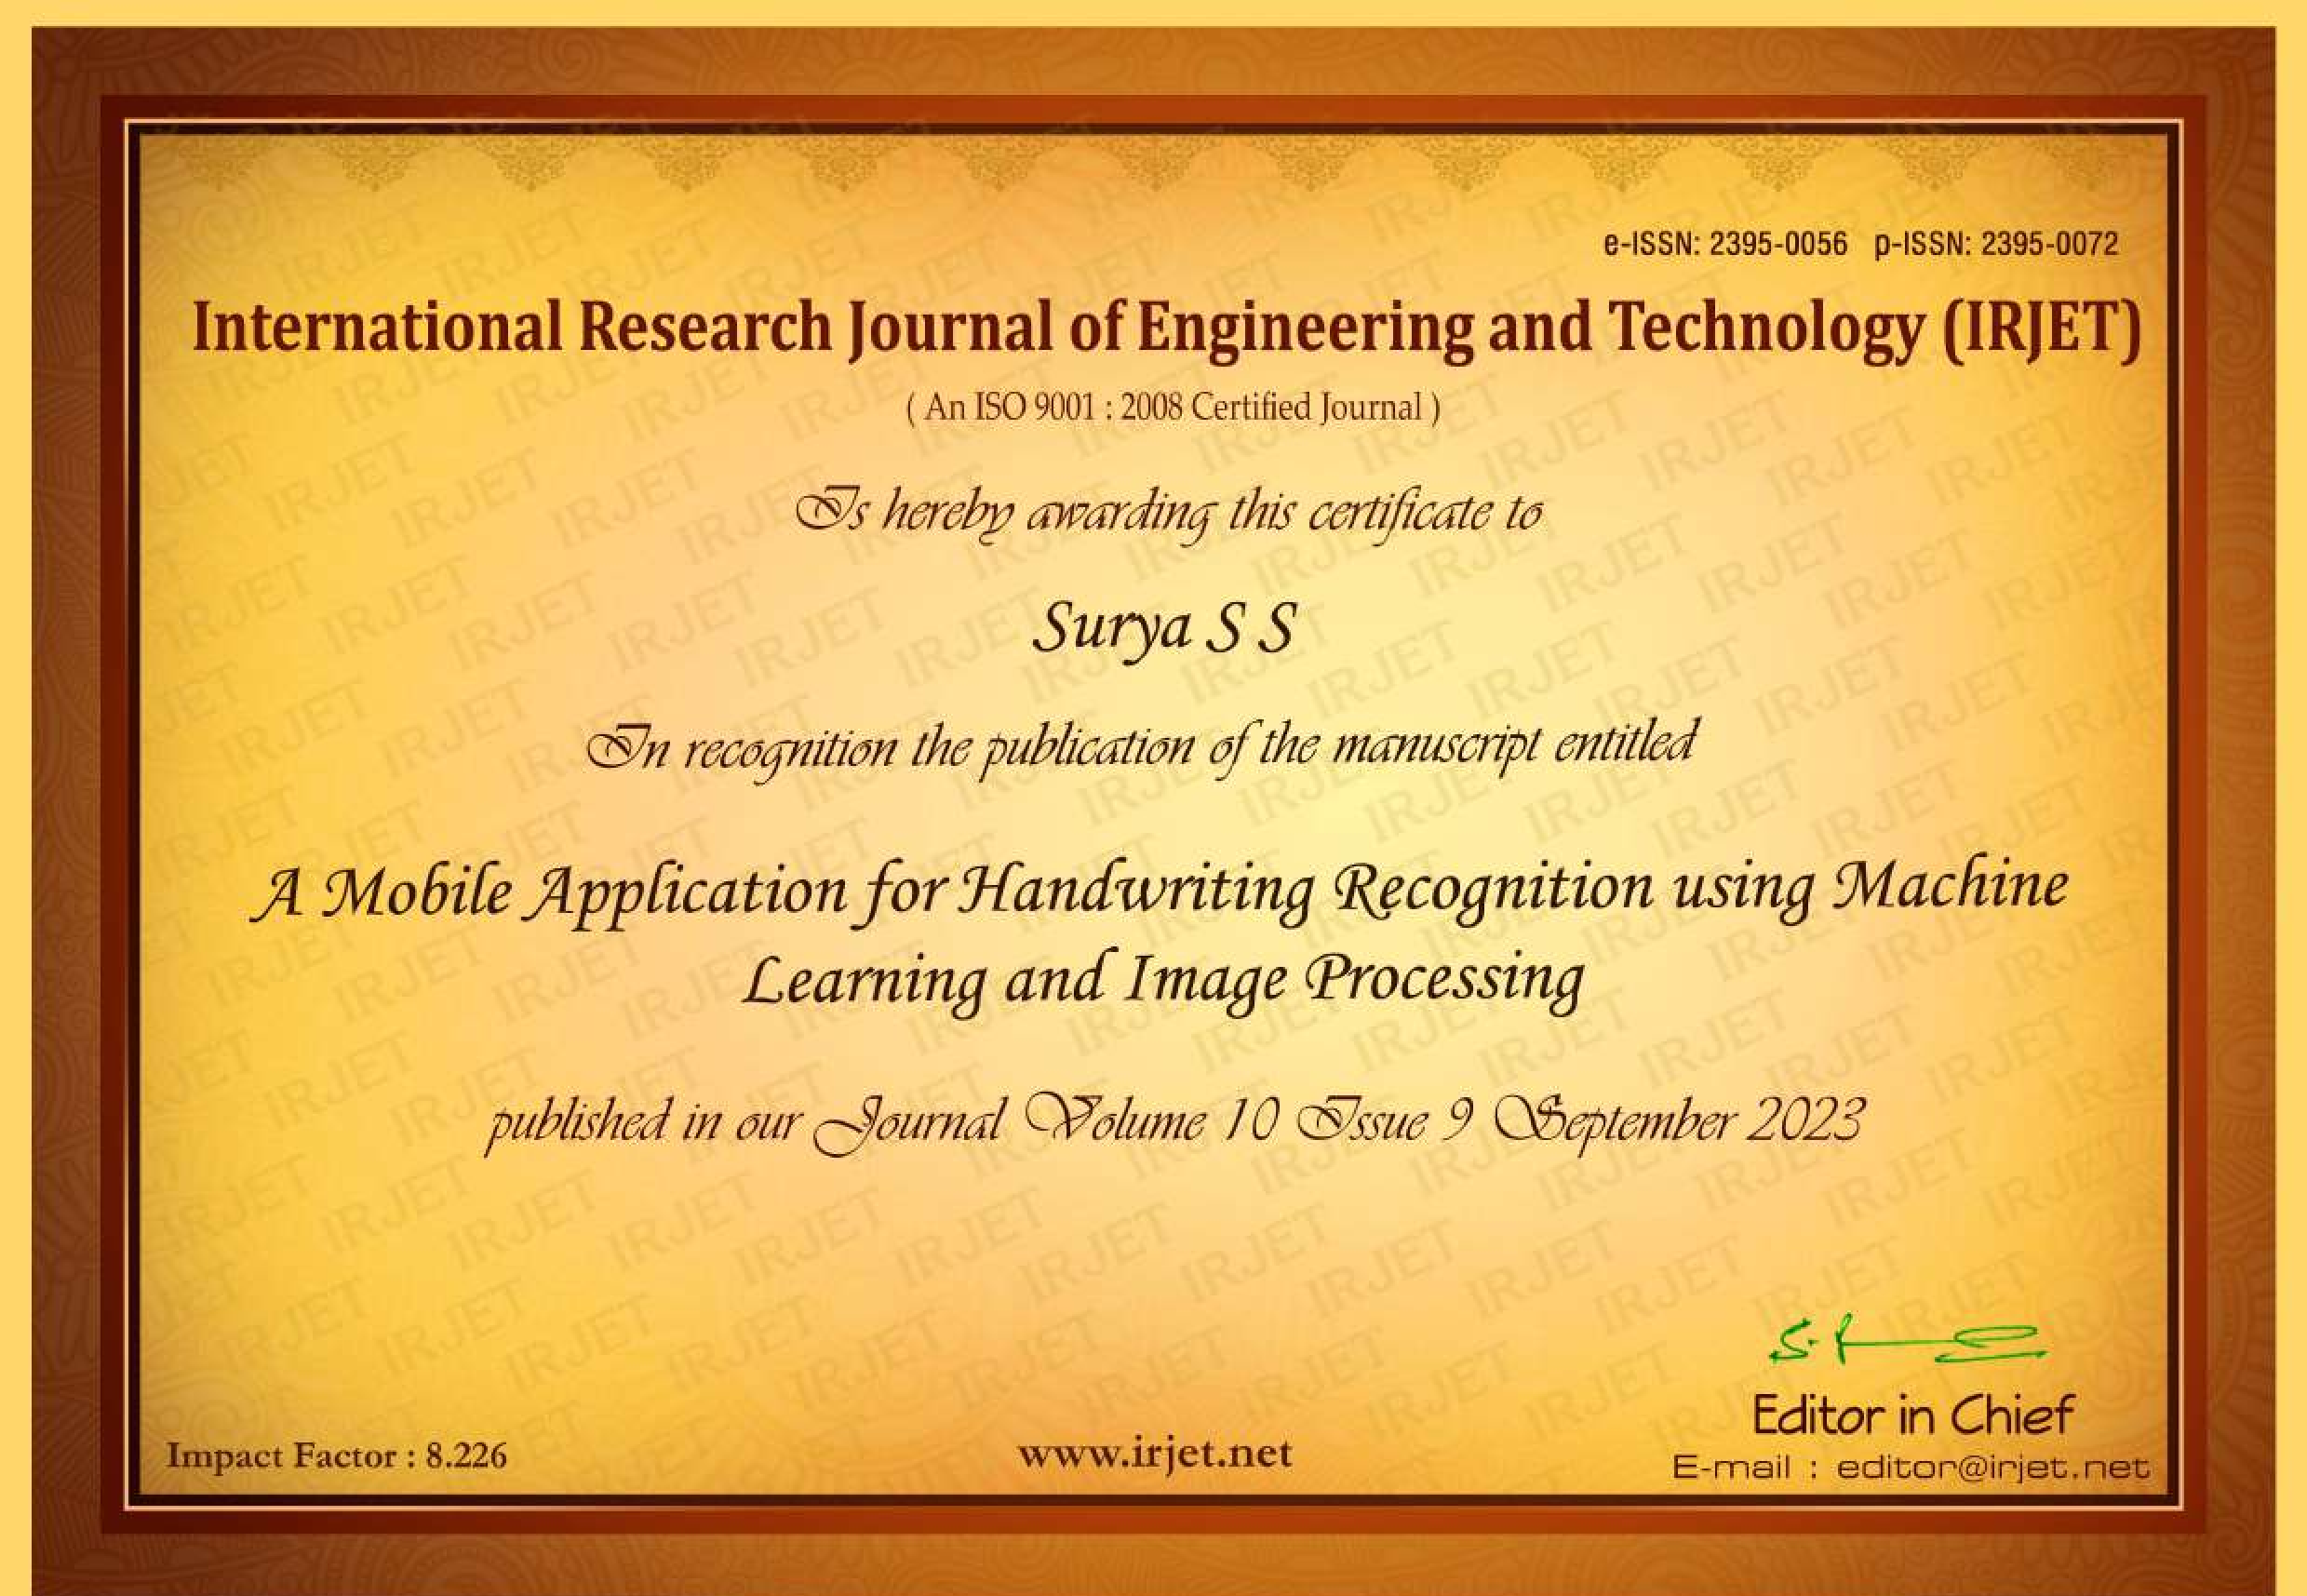 e-ISSN: 2395-0056 p-ISSN: 2395-0072
International Research Journal of Engineering and Technology (IRJET)
( An ISO 9001 : 2008 Certified Journal )
Is hereby awarding this certificate to
Surya S S
In recognition the publication of the manuscript entitled
A Mobile Application for Handwriting Recognition using Machine
Learning and Image Processing
published in our Journal Volume 10 Issue 9 September 2023
Editor in Chief
Impact Factor : 8.226
www.irjet.net
E-mail : editor@irjet.net